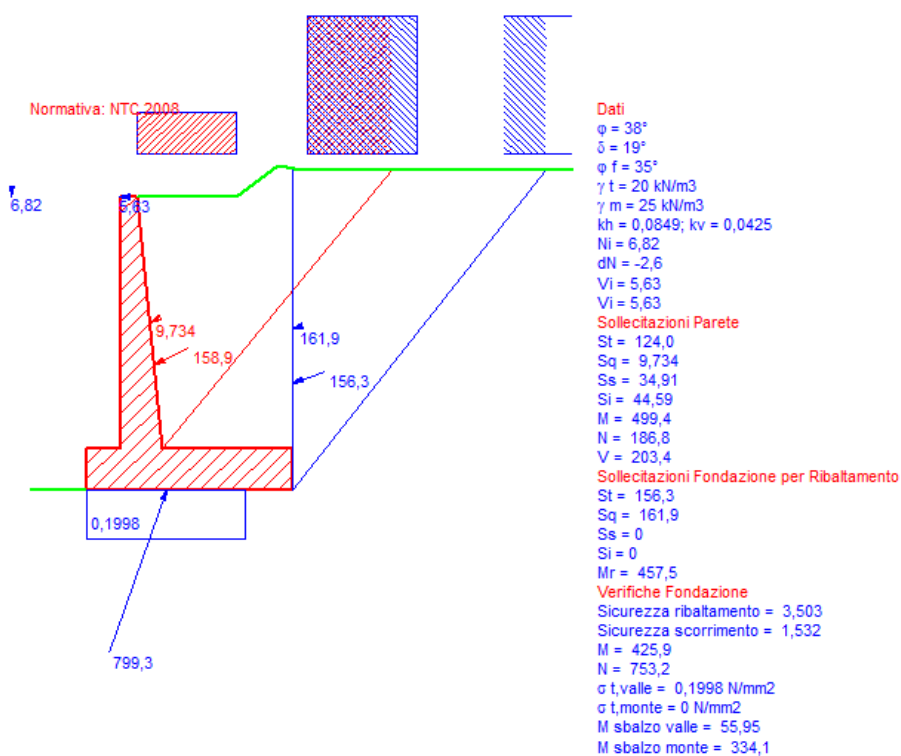 Normativa: NTC 2008
6,82
5,63
9,734
158,9
161,9
156,3
0,1998
799,3
Dati
φ = 38°
δ = 19°
φ f = 35°
γ t = 20 kN/m3
γ m = 25 kN/m3
kh = 0,0849; kv = 0,0425
Ni = 6,82
dN = -2,6
Vi = 5,63
Vi = 5,63
Sollecitazioni Parete
St = 124,0
Sq = 9,734
Ss = 34,91
Si = 44,59
M = 499,4
N = 186,8
V = 203,4
Sollecitazioni Fondazione per Ribaltamento
St = 156,3
Sq = 161,9
Ss = 0
Si = 0
Mr = 457,5
Verifiche Fondazione
Sicurezza ribaltamento = 3,503
Sicurezza scorrimento = 1,532
M = 425,9
N = 753,2
σ t,valle = 0,1998 N/mm2
σ t,monte = 0 N/mm2
M sbalzo valle = 55,95
M sbalzo monte = 334,1